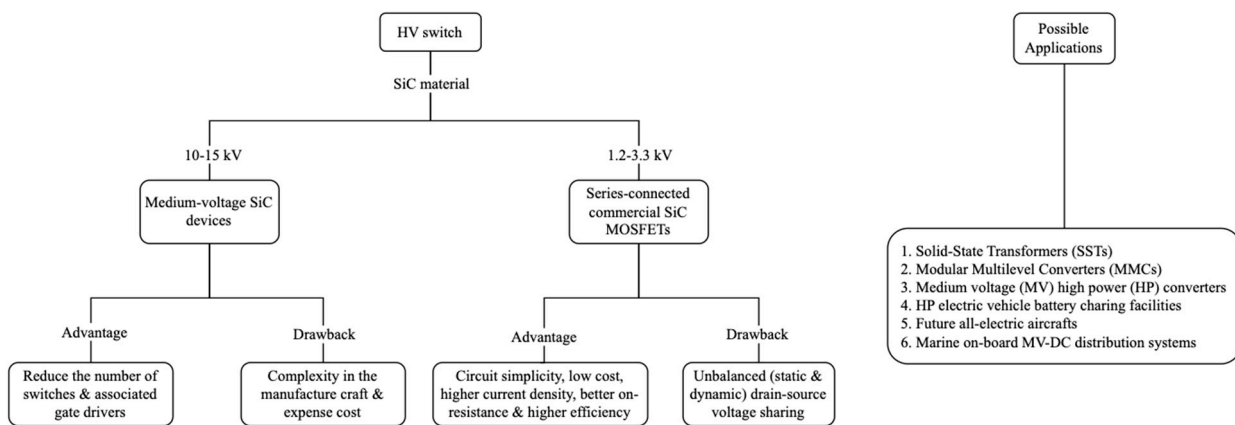 HV switch
SiC material
10-15 kV
Medium-voltage SiC
devices
Advantage
Reduce the number of
switches & associated
gate drivers
Drawback
Complexity in the
manufacture craft &
expense cost
1.2-3.3 kV
Series-connected
commercial SiC
MOSFETs
Advantage
Circuit simplicity, low cost,
higher current density, better on-
resistance & higher efficiency
Drawback
Unbalanced (static &
dynamic) drain-source
voltage sharing
Possible
Applications
1. Solid-State Transformers (SSTs)
2. Modular Multilevel Converters (MMCs)
3. Medium voltage (MV) high power (HP) converters
4. HP electric vehicle battery charing facilities
5. Future all-electric aircrafts
6. Marine on-board MV-DC distribution systems